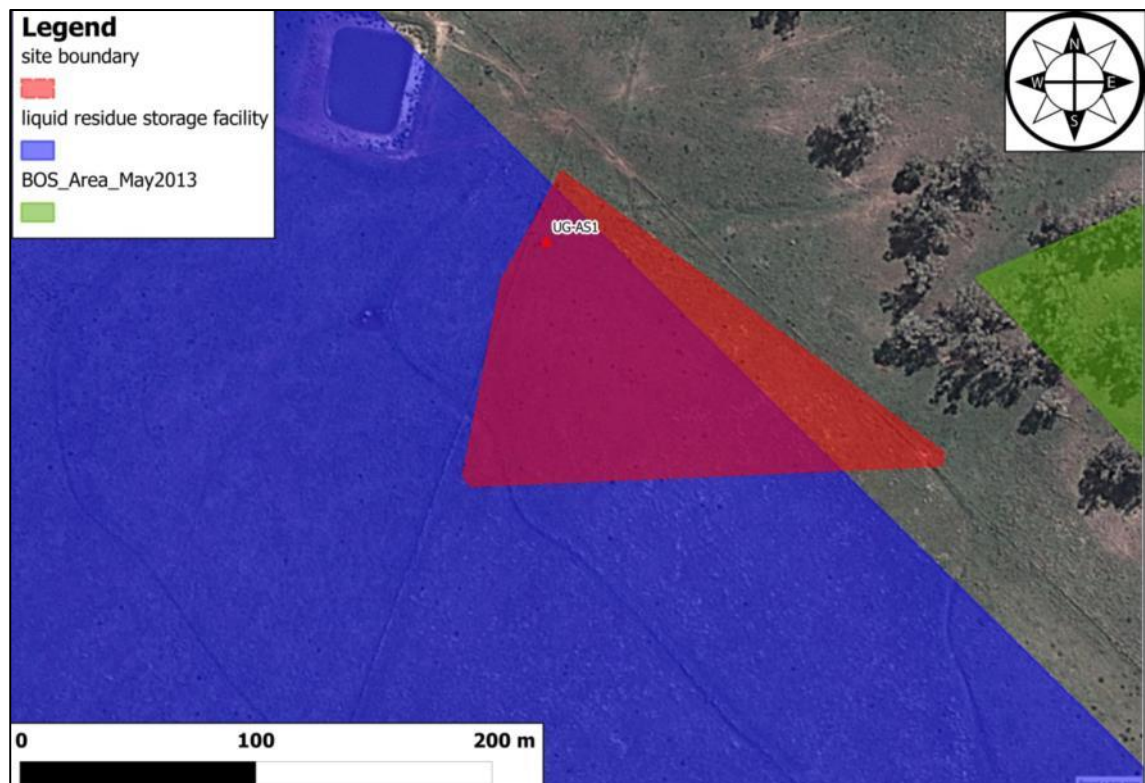 Legend
site boundary
liquid residue storage facility
BOS_Area_May2013
N
W E
S
UG-AS1
0 100 200 m